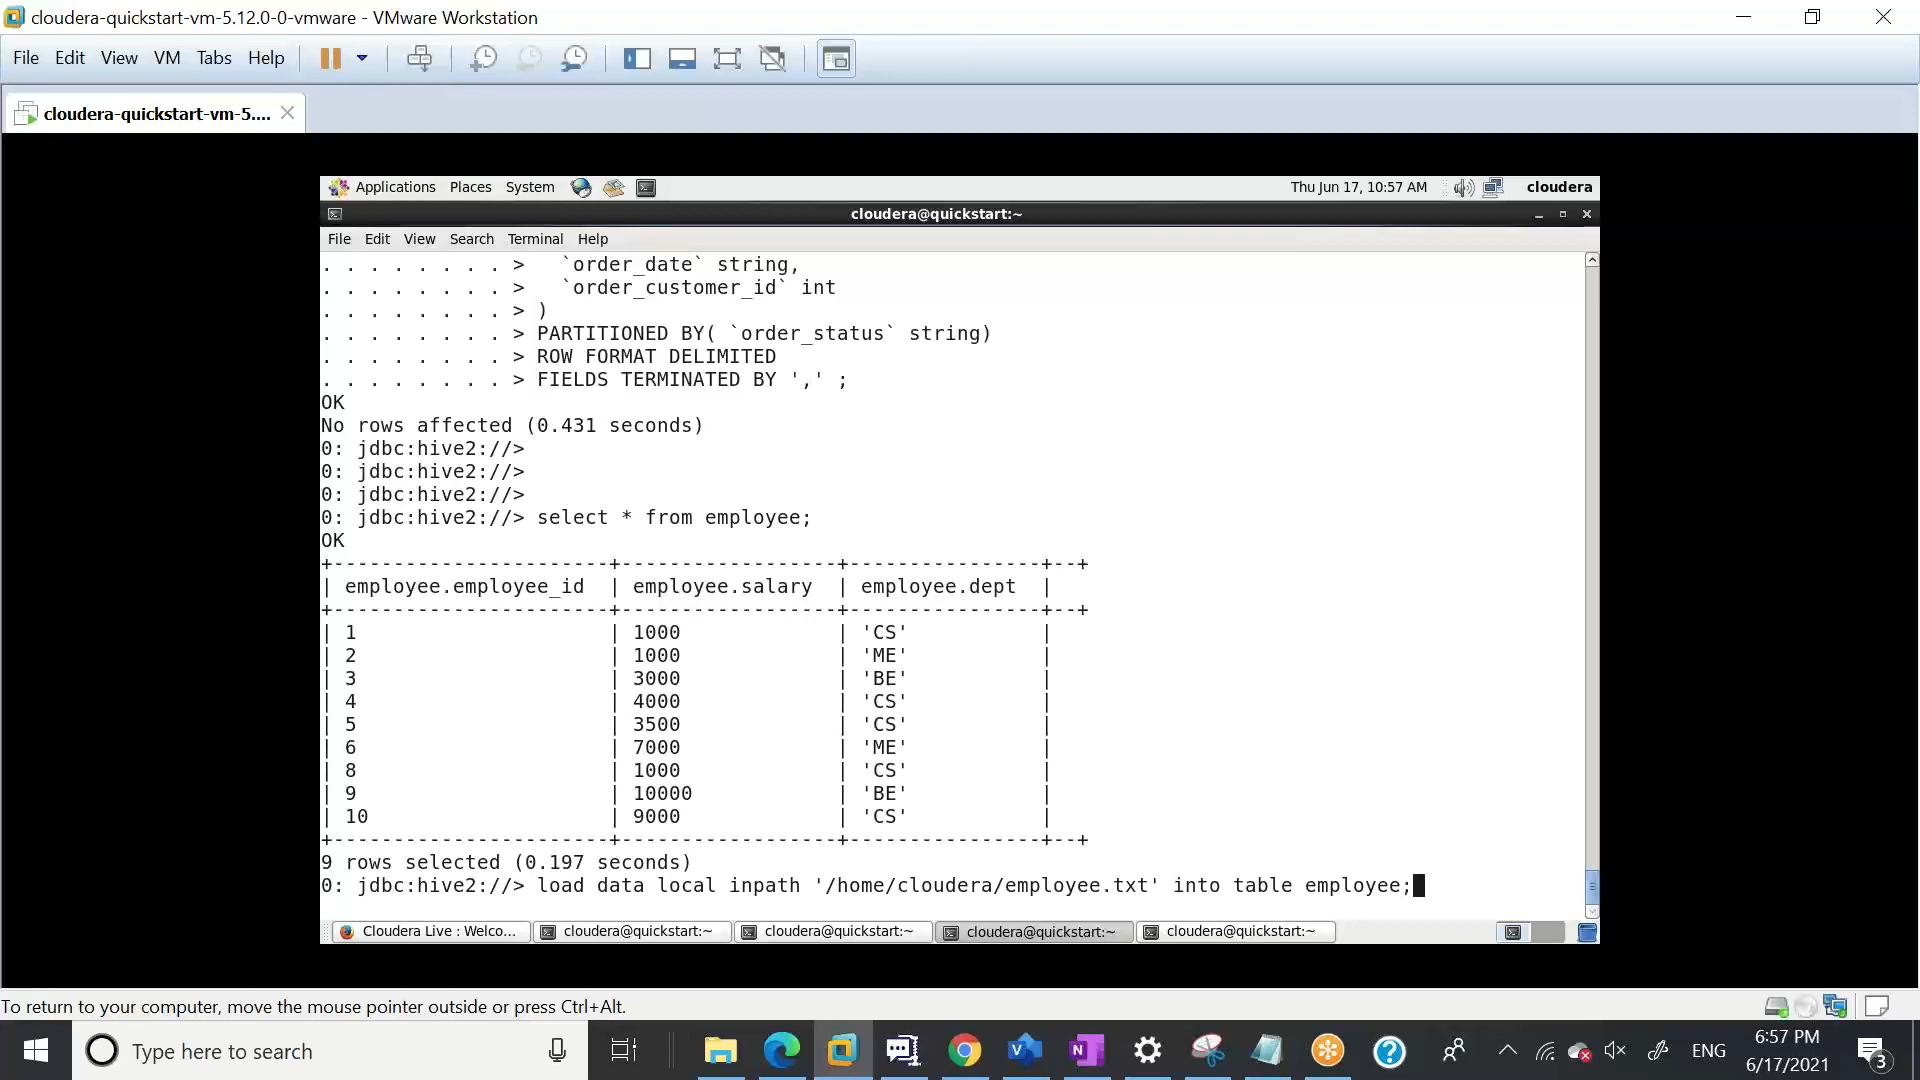 cloudera-quickstart-vm-5.12.0-0-vmware - VMware Workstation
File Edit View VM Tabs Help
cloudera-quickstart-vm-5....
Applications Places System Thu Jun 17, 10:57 AM cloudera
cloudera@quickstart:~
File Edit View Search Terminal Help
. . . . . . . . >   `order_date` string,
. . . . . . . . >   `order_customer_id` int
. . . . . . . . > )
. . . . . . . . > PARTITIONED BY( `order_status` string)
. . . . . . . . > ROW FORMAT DELIMITED
. . . . . . . . > FIELDS TERMINATED BY ',' ;
OK
No rows affected (0.431 seconds)
0: jdbc:hive2://>
0: jdbc:hive2://>
0: jdbc:hive2://>
0: jdbc:hive2://> select * from employee;
OK
+-----------------------+------------------+----------------+--+
| employee.employee_id  | employee.salary  | employee.dept  |
+-----------------------+------------------+----------------+--+
| 1                     | 1000             | 'CS'           |
| 2                     | 1000             | 'ME'           |
| 3                     | 3000             | 'BE'           |
| 4                     | 4000             | 'CS'           |
| 5                     | 3500             | 'CS'           |
| 6                     | 7000             | 'ME'           |
| 8                     | 1000             | 'CS'           |
| 9                     | 10000            | 'BE'           |
| 10                    | 9000             | 'CS'           |
+-----------------------+------------------+----------------+--+
9 rows selected (0.197 seconds)
0: jdbc:hive2://> load data local inpath '/home/cloudera/employee.txt' into table employee;
Cloudera Live : Welco... cloudera@quickstart:~ cloudera@quickstart:~ cloudera@quickstart:~ cloudera@quickstart:~
To return to your computer, move the mouse pointer outside or press Ctrl+Alt.
Type here to search
ENG
6:57 PM
6/17/2021
3